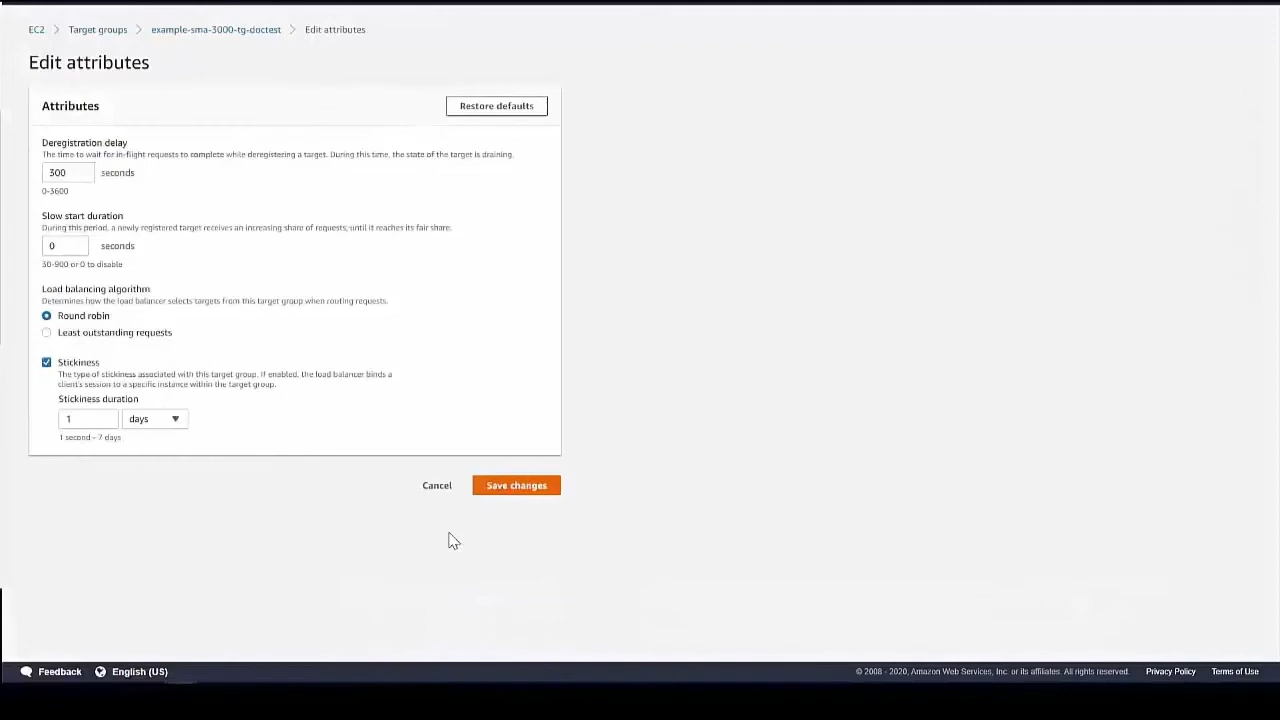 EC2 > Target groups > example-sma-3000-tg-doctest > Edit attributes
Edit attributes
Attributes
Restore defaults
Deregistration delay
The time to wait for in-flight requests to complete while deregistering a target. During this time, the state of the target is draining.
300 seconds
0-3600
Slow start duration
During this period, a newly registered target receives an increasing share of requests, until it reaches its fair share.
0 seconds
30-900 or 0 to disable
Load balancing algorithm
Determines how the load balancer selects targets from this target group when routing requests.
Round robin
Least outstanding requests
Stickiness
The type of stickiness associated with this target group. If enabled, the load balancer binds a
client's session to a specific instance within the target group.
Stickiness duration
1 days
1 second - 7 days
Cancel Save changes
Feedback English (US) © 2008 - 2020, Amazon Web Services, Inc. or its affiliates. All rights reserved. Privacy Policy Terms of Use